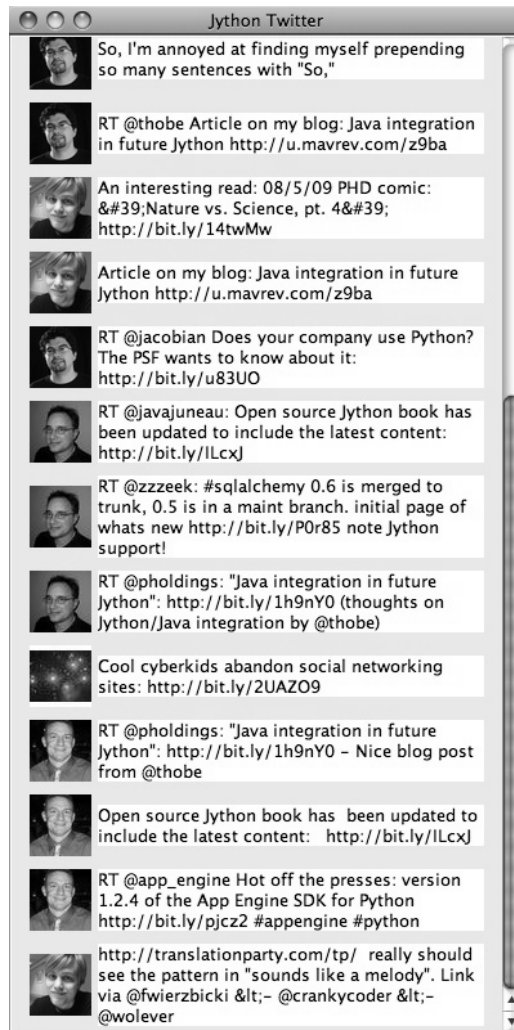 Jython Twitter
So, I'm annoyed at finding myself prepending
so many sentences with "So,"
RT @thobe Article on my blog: Java integration
in future Jython http://u.mavrev.com/z9ba
An interesting read: 08/5/09 PHD comic:
&#39;Nature vs. Science, pt. 4&#39;
http://bit.ly/14twMw
Article on my blog: Java integration in future
Jython http://u.mavrev.com/z9ba
RT @jacobian Does your company use Python?
The PSF wants to know about it:
http://bit.ly/u83UO
RT @javajuneau: Open source Jython book has
been updated to include the latest content:
http://bit.ly/lLcxJ
RT @zzzeek: #sqlalchemy 0.6 is merged to
trunk, 0.5 is in a maint branch. initial page of
whats new http://bit.ly/P0r85 note Jython
support!
RT @pholdings: "Java integration in future
Jython": http://bit.ly/1h9nY0 (thoughts on
Jython/Java integration by @thobe)
Cool cyberkids abandon social networking
sites: http://bit.ly/2UAZO9
RT @pholdings: "Java integration in future
Jython": http://bit.ly/1h9nY0 – Nice blog post
from @thobe
Open source Jython book has  been updated to
include the latest content:   http://bit.ly/lLcxJ
RT @app_engine Hot off the presses: version
1.2.4 of the App Engine SDK for Python
http://bit.ly/pjcz2 #appengine #python
http://translationparty.com/tp/  really should
see the pattern in "sounds like a melody". Link
via @fwierzbicki &lt;– @crankycoder &lt;–
@wolever